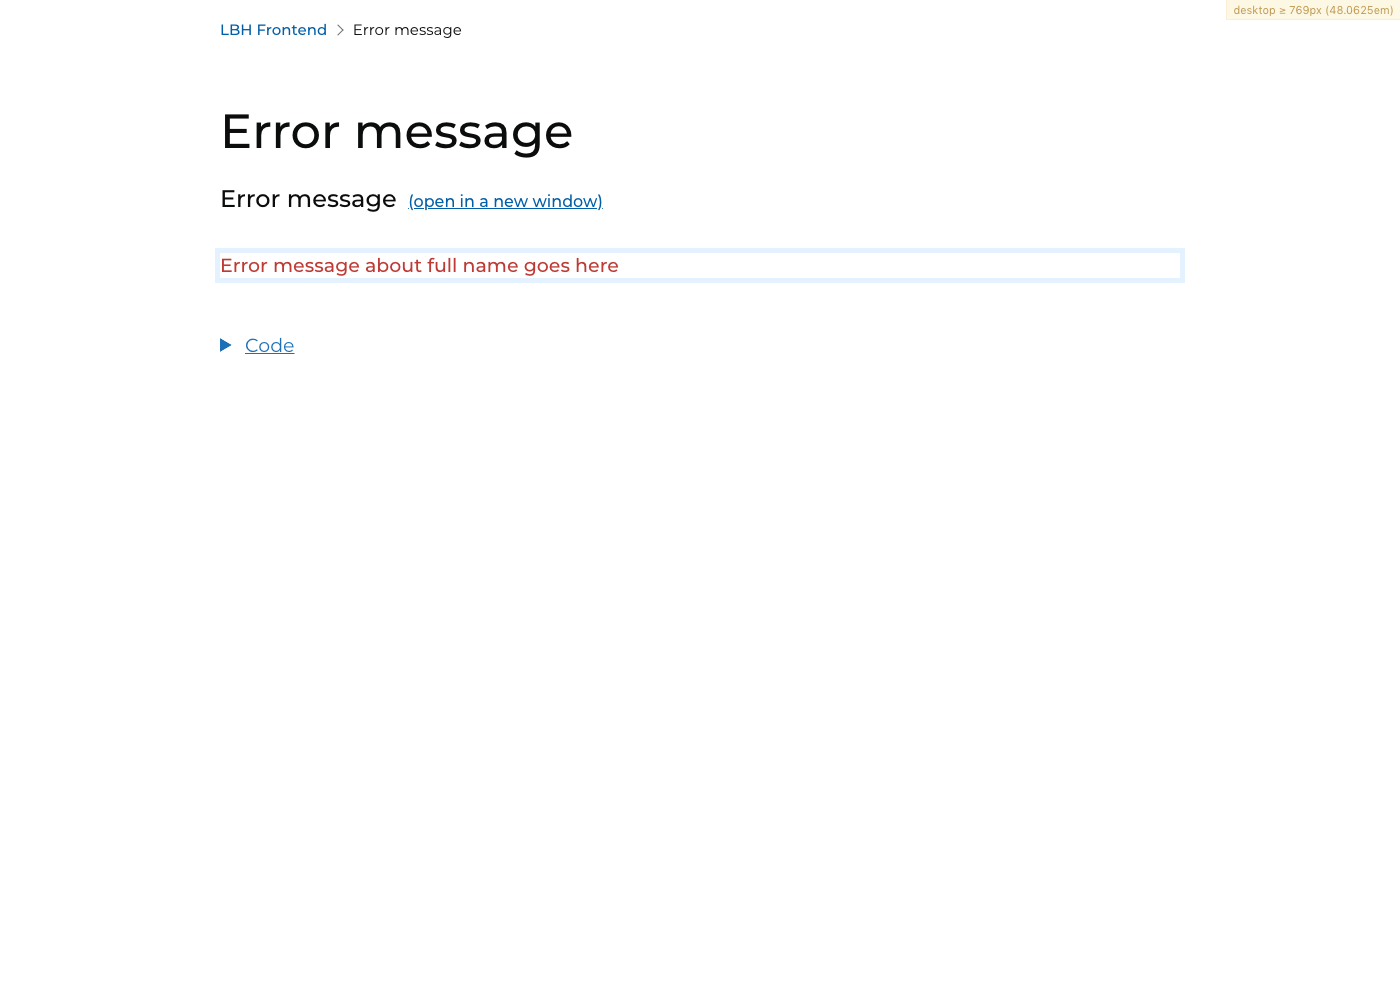 desktop ≥ 769px (48.0625em)
LBH Frontend > Error message
Error message
Error message (open in a new window)
Error message about full name goes here
Code